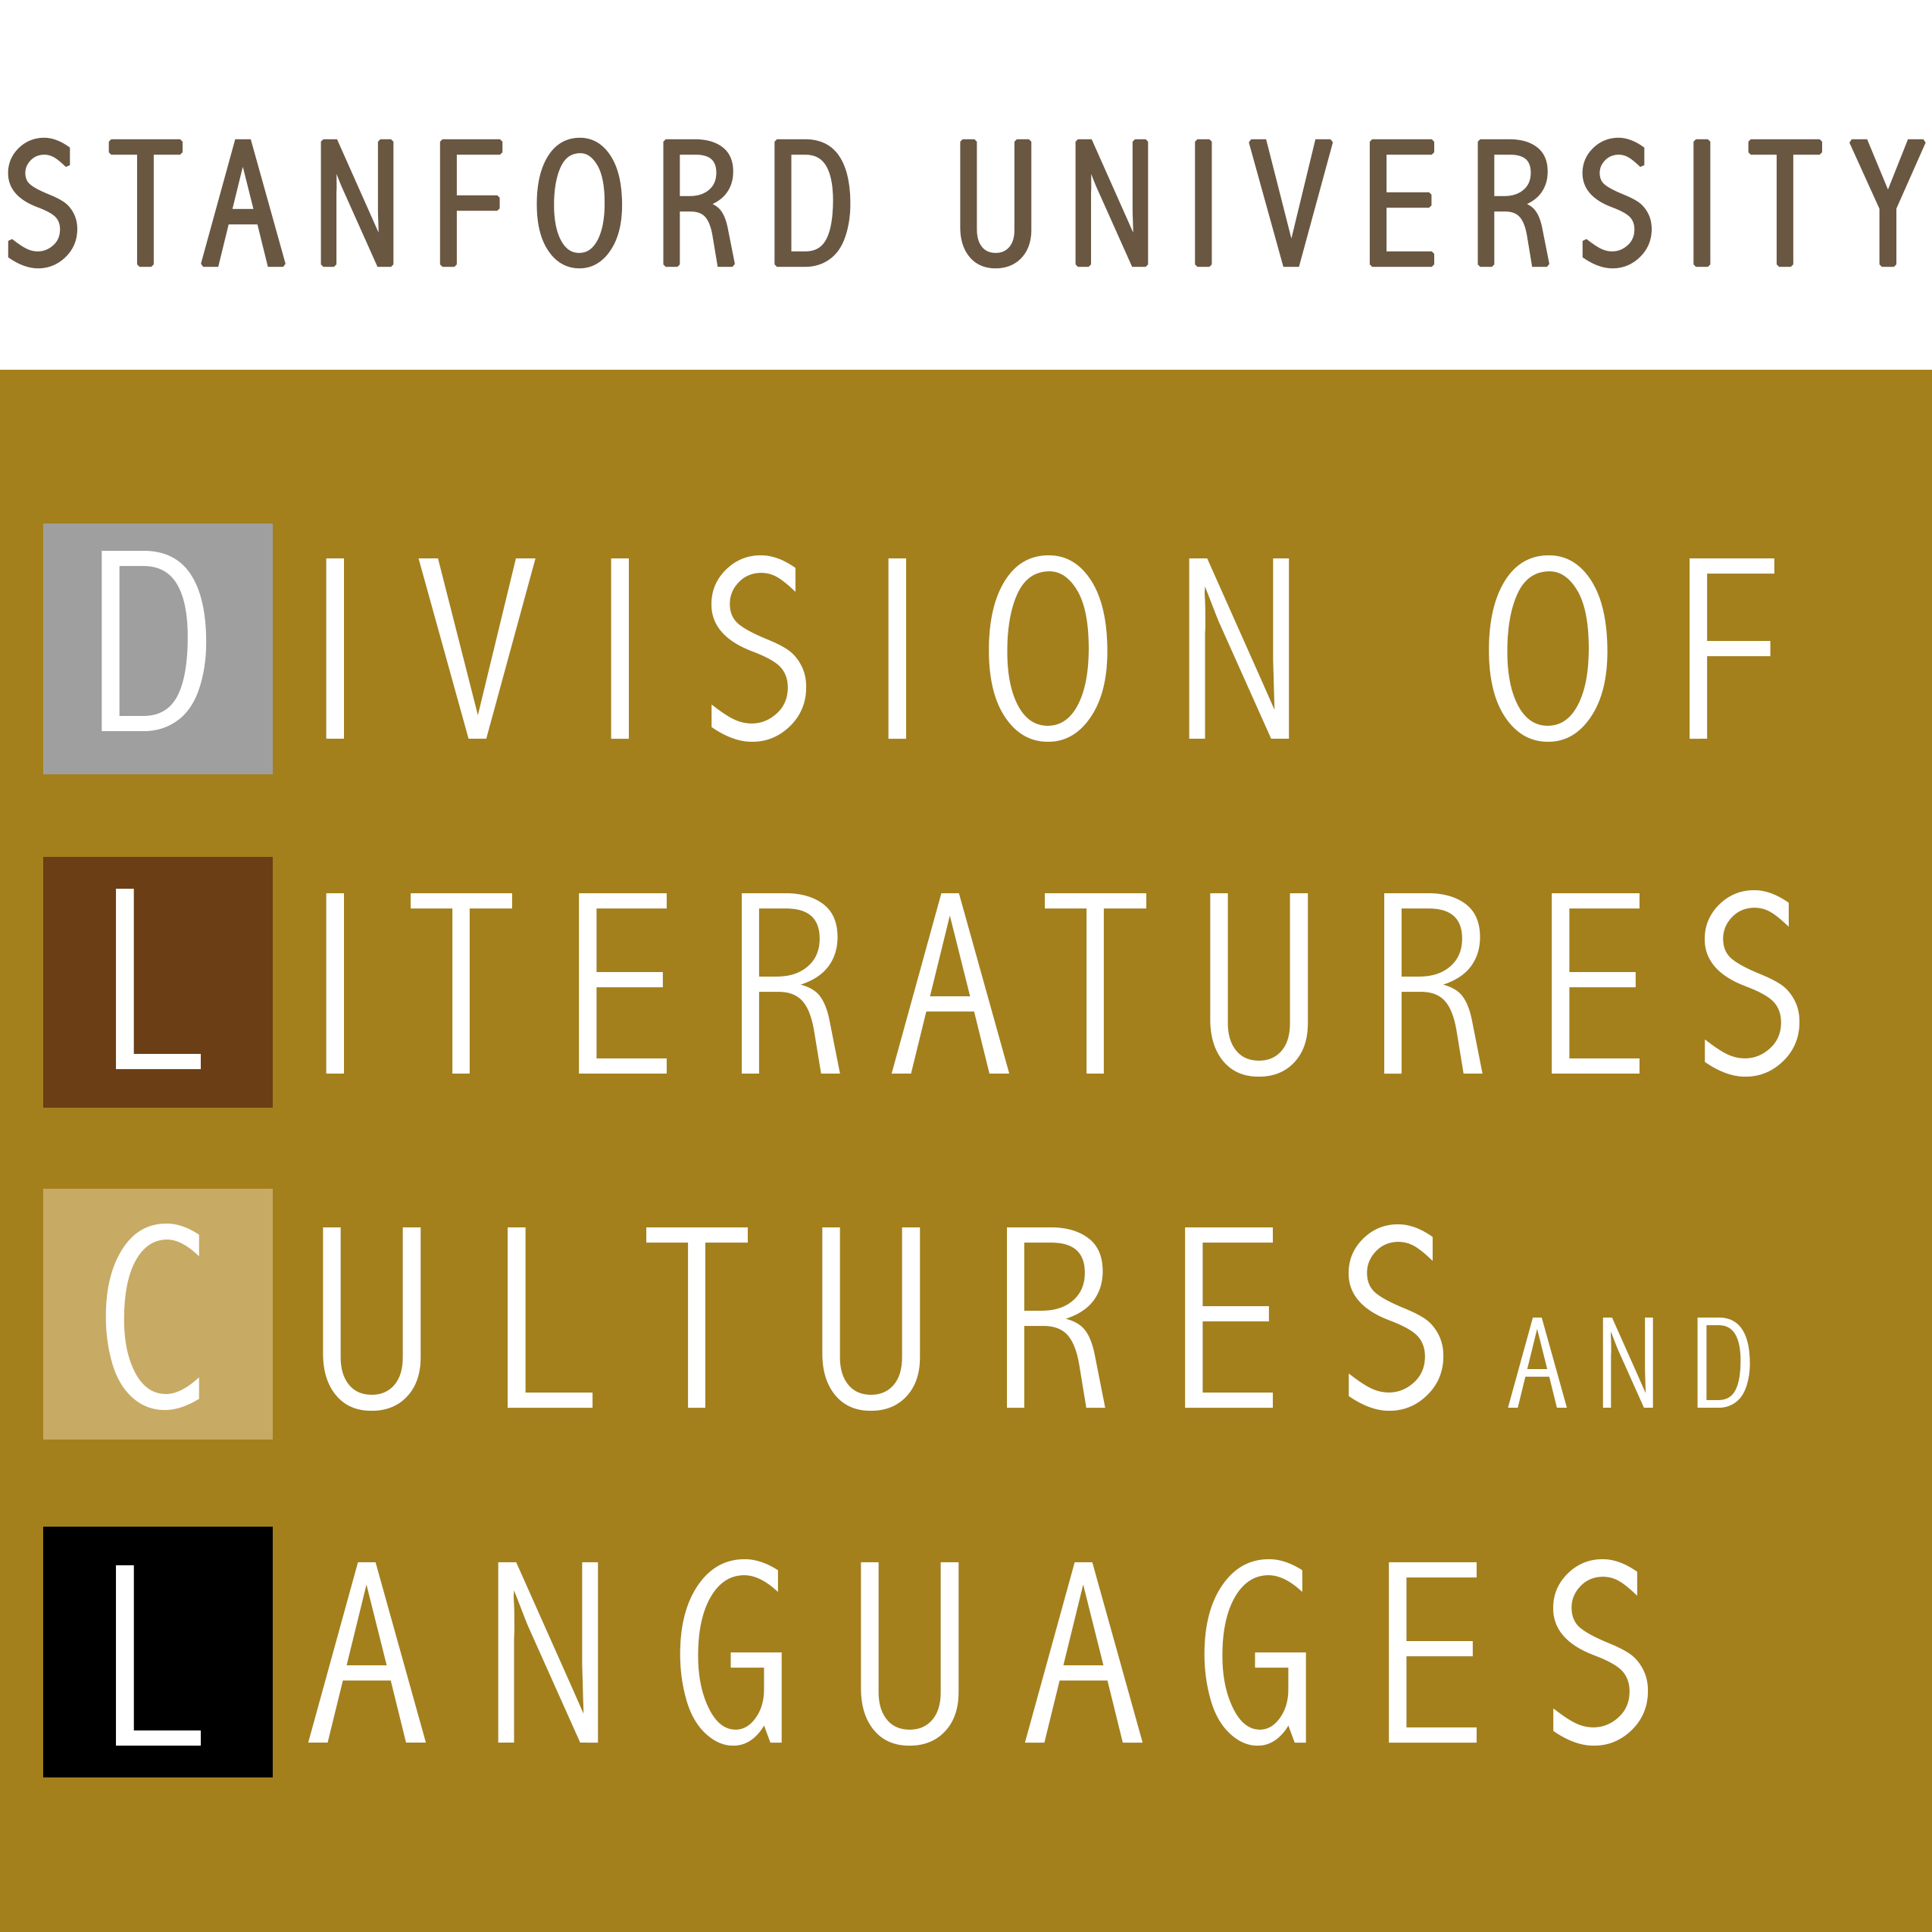 STANFORD UNIVERSITY
DIVISION OF
LITERATURES
CULTURES AND
LANGUAGES